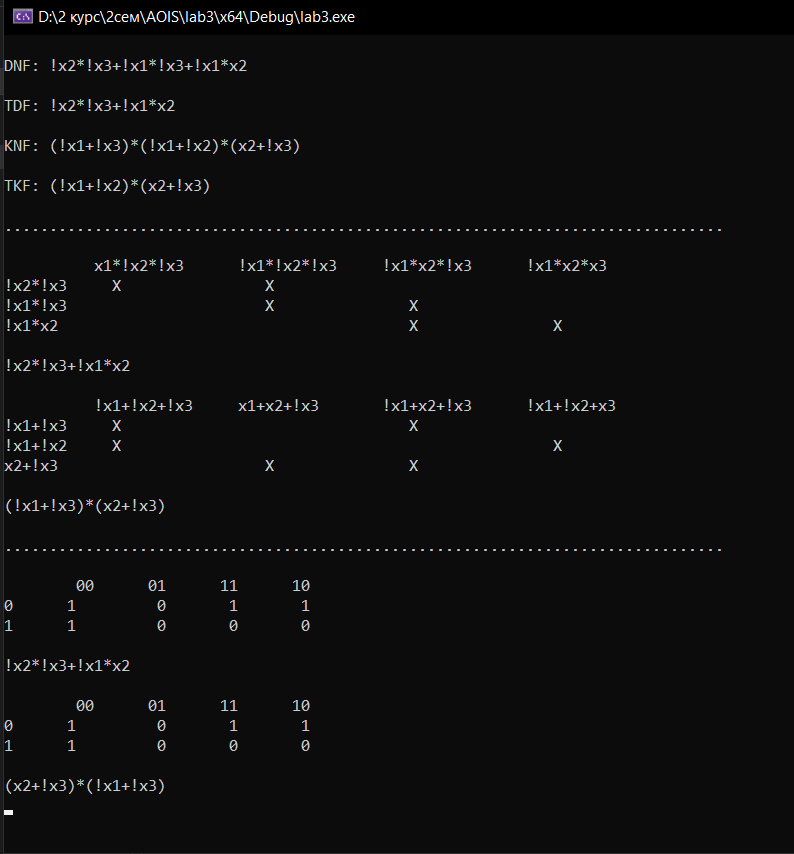 D:\2 курс\2сем\AOIS\lab3\x64\Debug\lab3.exe
DNF: !x2*!x3+!x1*!x3+!x1*x2
TDF: !x2*!x3+!x1*x2
KNF: (!x1+!x3)*(!x1+!x2)*(x2+!x3)
TKF: (!x1+!x2)*(x2+!x3)
................................................................................
x1*!x2*!x3 !x1*!x2*!x3 !x1*x2*!x3 !x1*x2*x3
!x2*!x3 X X
!x1*!x3 X X
!x1*x2 X X
!x2*!x3+!x1*x2
!x1+!x2+!x3 x1+x2+!x3 !x1+x2+!x3 !x1+!x2+x3
!x1+!x3 X X
!x1+!x2 X X
x2+!x3 X X
(!x1+!x3)*(x2+!x3)
................................................................................
00 01 11 10
0 1 0 1 1
1 1 0 0 0
!x2*!x3+!x1*x2
00 01 11 10
0 1 0 1 1
1 1 0 0 0
(x2+!x3)*(!x1+!x3)